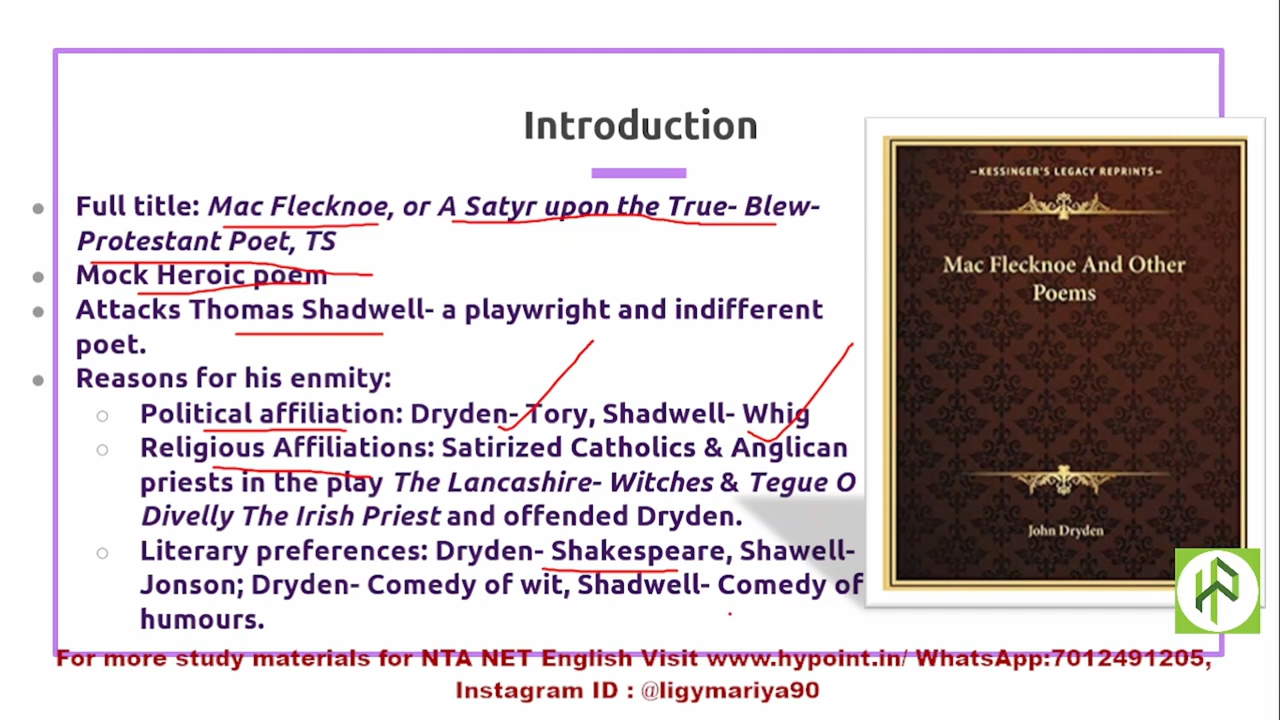 Introduction
Full title: Mac Flecknoe, or A Satyr upon the True- Blew-
Protestant Poet, TS
Mock Heroic poem
Attacks Thomas Shadwell- a playwright and indifferent
poet.
Reasons for his enmity:
Political affiliation: Dryden- Tory, Shadwell- Whig
Religious Affiliations: Satirized Catholics & Anglican
priests in the play The Lancashire- Witches & Tegue O
Divelly The Irish Priest and offended Dryden.
Literary preferences: Dryden- Shakespeare, Shawell-
Jonson; Dryden- Comedy of wit, Shadwell- Comedy of
humours.
~KESSINGER'S LEGACY REPRINTS~
Mac Flecknoe And Other
Poems
John Dryden
For more study materials for NTA NET English Visit www.hypoint.in/ WhatsApp:7012491205,
Instagram ID : @ligymariya90